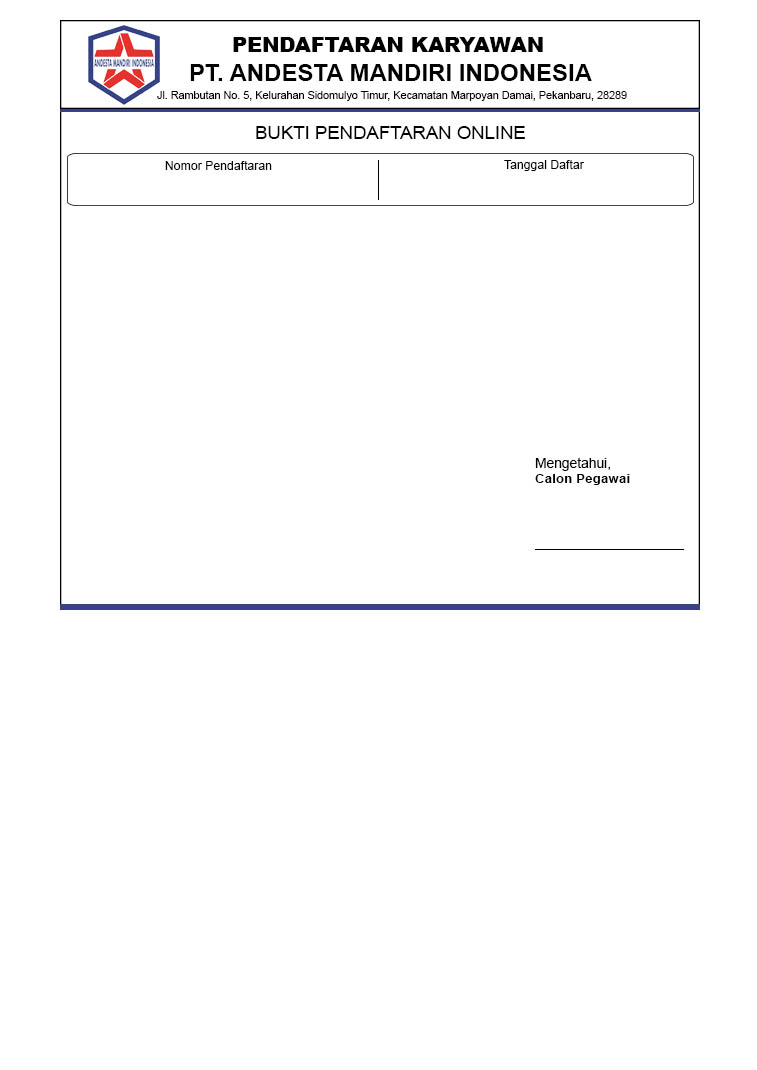 PENDAFTARAN KARYAWAN
ANDESTA MANDIRI INDONESIA
PT. ANDESTA MANDIRI INDONESIA
Jl. Rambutan No. 5, Kelurahan Sidomulyo Timur, Kecamatan Marpoyan Damai, Pekanbaru, 28289
BUKTI PENDAFTARAN ONLINE
Nomor Pendaftaran
Tanggal Daftar
Mengetahui,
Calon Pegawai